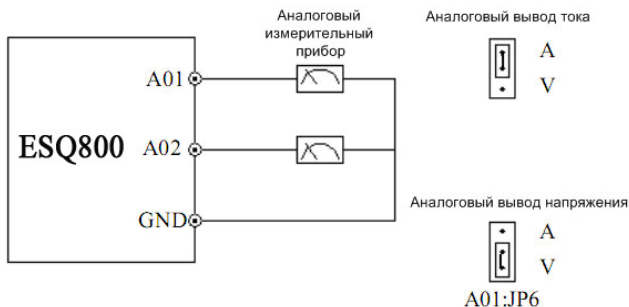 Аналоговый
измерительный
прибор
Аналоговый вывод тока
A01
A
V
ESQ800
A02
GND
Аналоговый вывод напряжения
A
V
A01:JP6